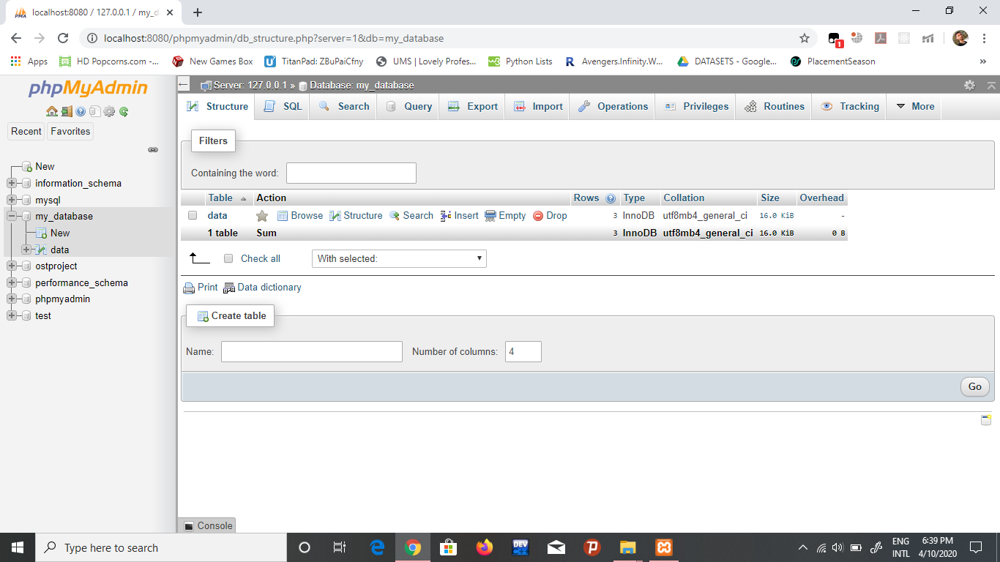 localhost:8080 / 127.0.0.1 / my_d
localhost:8080/phpmyadmin/db_structure.php?server=1&db=my_database
1
Apps HD Popcorns.com -... New Games Box TitanPad: ZBuPaiCfny UMS | Lovely Profes... Python Lists Avengers.Infinity.W... DATASETS - Google... PlacementSeason »
phpMyAdmin
Recent Favorites
New
information_schema
mysql
my_database
New
data
ostproject
performance_schema
phpmyadmin
test
Server: 127.0.0.1 » Database: my_database
Structure SQL Search Query Export Import Operations Privileges Routines Tracking More
Filters
Containing the word:
Table Action Rows Type Collation Size Overhead
data Browse Structure Search Insert Empty Drop 3 InnoDB utf8mb4_general_ci 16.0 KiB -
1 table Sum 3 InnoDB utf8mb4_general_ci 16.0 KiB 0 B
Check all With selected:
Print Data dictionary
Create table
Name: Number of columns: 4
Go
Console
Type here to search
DEV
ENG 6:39 PM
INTL 4/10/2020